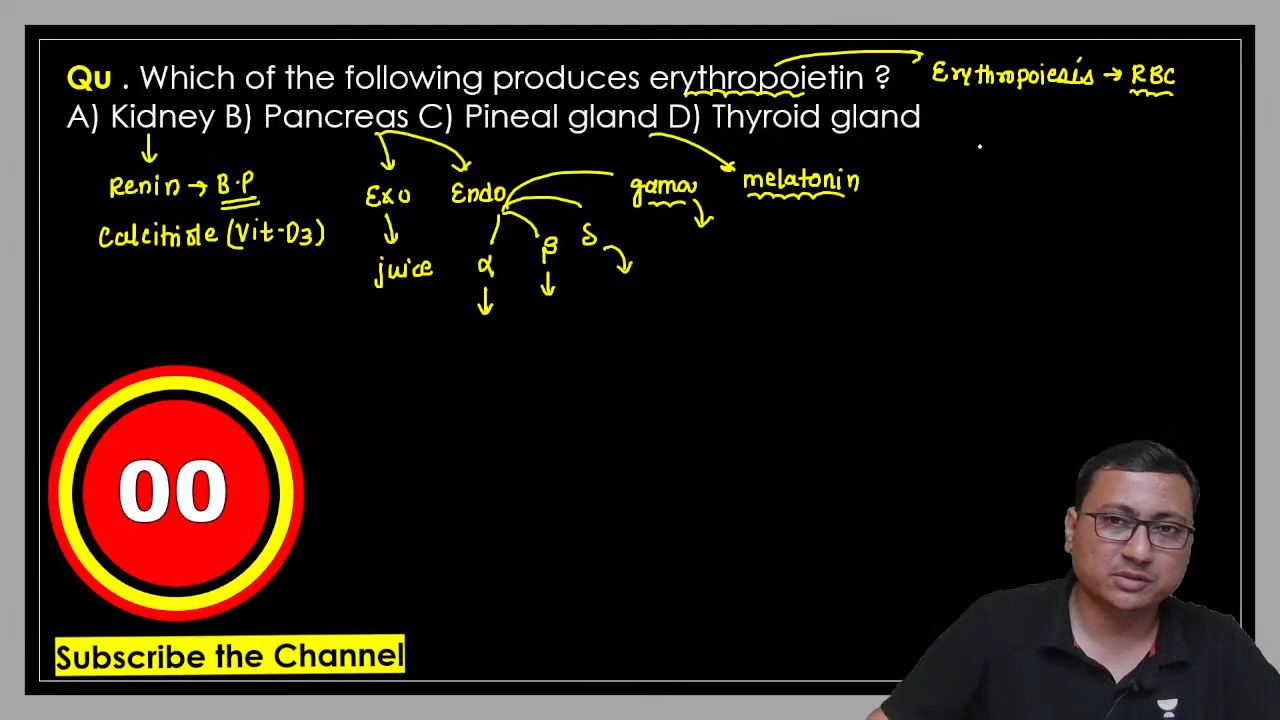 Qu . Which of the following produces erythropoietin ?
Erythropoiesis → RBC
A) Kidney B) Pancreas C) Pineal gland D) Thyroid gland
Renin → B.P
Calcitriole (Vit-D3)
Exo
juice
Endo
α
β
δ
gama
melatonin
00
Subscribe the Channel